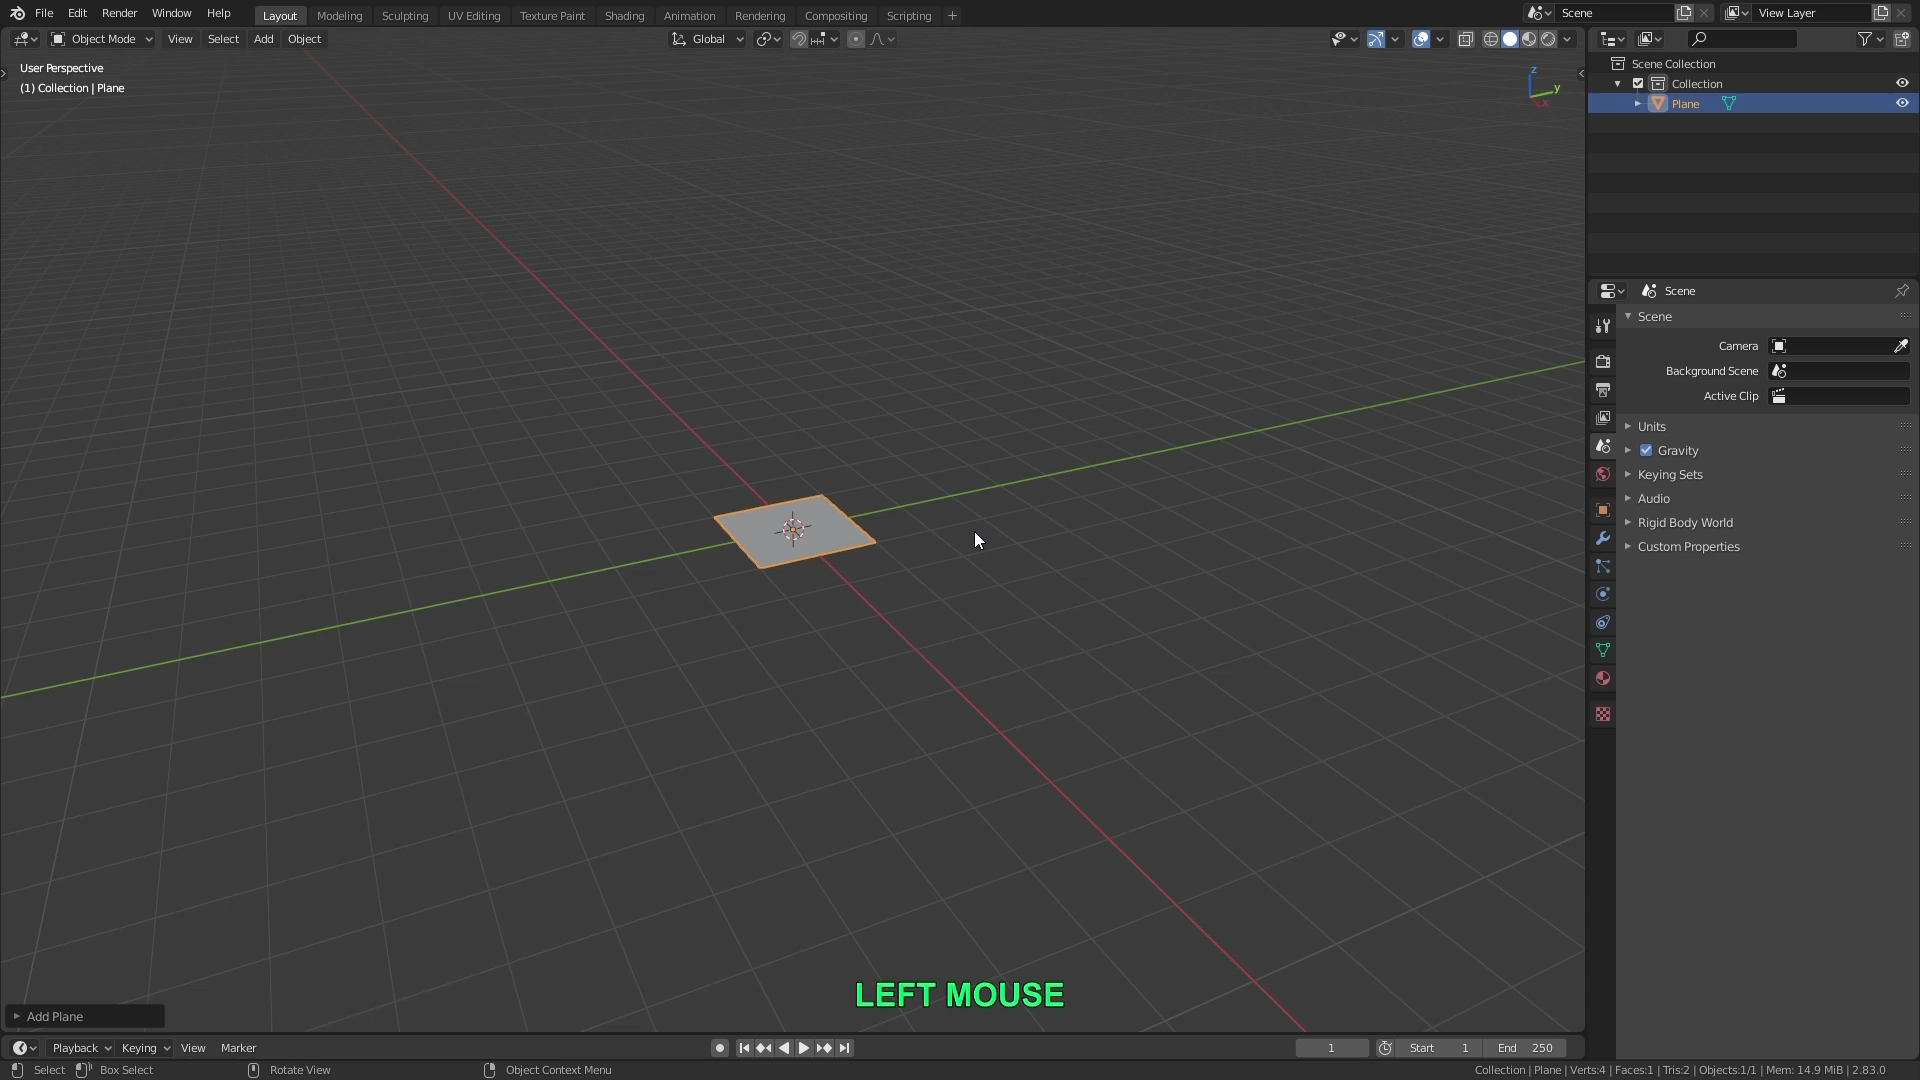 File Edit Render Window Help Layout Modeling Sculpting UV Editing Texture Paint Shading Animation Rendering Compositing Scripting + Scene View Layer
Object Mode View Select Add Object Global
User Perspective
(1) Collection | Plane
z
y
x
Scene Collection
Collection
Plane
Scene
Scene
Camera
Background Scene
Active Clip
Units
Gravity
Keying Sets
Audio
Rigid Body World
Custom Properties
LEFT MOUSE
Add Plane
Playback Keying View Marker 1 Start 1 End 250
Select Box Select Rotate View Object Context Menu Collection | Plane | Verts:4 | Faces:1 | Tris:2 | Objects:1/1 | Mem: 14.9 MiB | 2.83.0